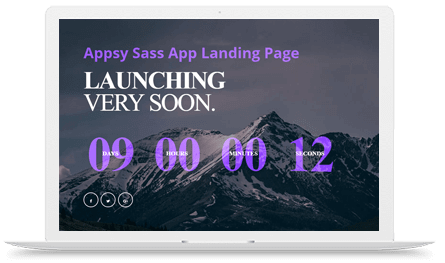 Appsy Sass App Landing Page
LAUNCHING
VERY SOON.
09 00 00 12
DAYS HOURS MINUTES SECONDS